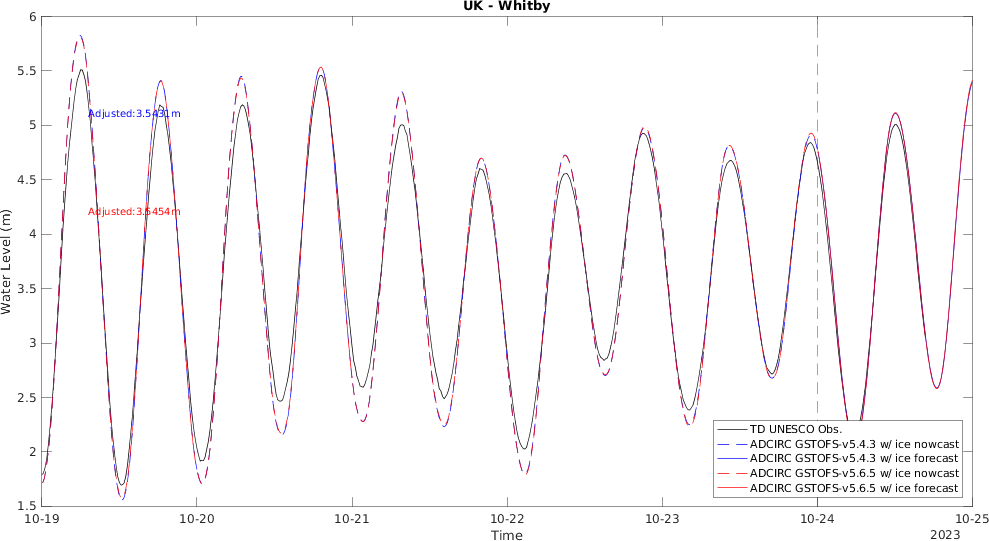 UK - Whitby
6
5.5
5
4.5
4
3.5
3
2.5
2
1.5
Water Level (m)
Adjusted:3.5431m
Adjusted:3.5454m
TD UNESCO Obs.
ADCIRC GSTOFS-v5.4.3 w/ ice nowcast
ADCIRC GSTOFS-v5.4.3 w/ ice forecast
ADCIRC GSTOFS-v5.6.5 w/ ice nowcast
ADCIRC GSTOFS-v5.6.5 w/ ice forecast
10-19 10-20 10-21 10-22 10-23 10-24 10-25
Time
2023